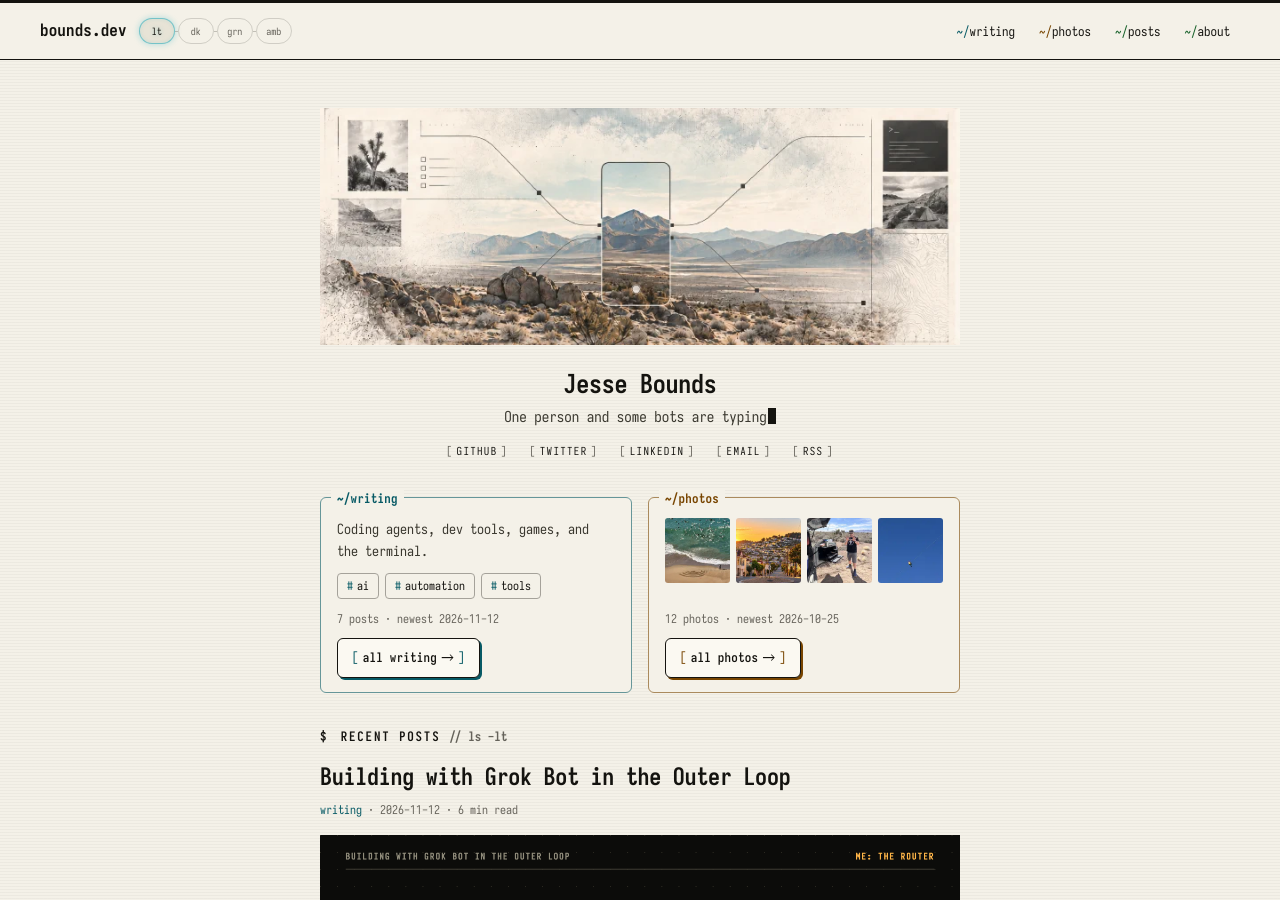 bounds.dev lt dk grn amb ~/writing ~/photos ~/posts ~/about
>_
Jesse Bounds
One person and some bots are typing
[ GITHUB ] [ TWITTER ] [ LINKEDIN ] [ EMAIL ] [ RSS ]
~/writing
Coding agents, dev tools, games, and
the terminal.
# ai # automation # tools
7 posts · newest 2026-11-12
[ all writing → ]
~/photos
12 photos · newest 2026-10-25
[ all photos → ]
$ RECENT POSTS // ls -lt
Building with Grok Bot in the Outer Loop
writing · 2026-11-12 · 6 min read
BUILDING WITH GROK BOT IN THE OUTER LOOP ME: THE ROUTER